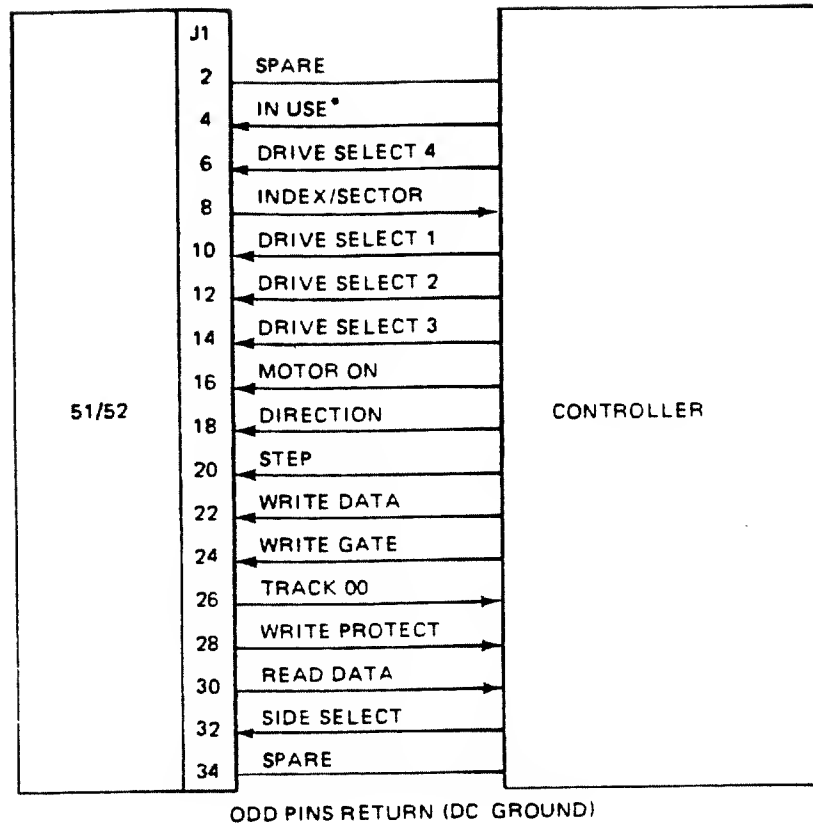 J1
2 SPARE
4 IN USE*
6 DRIVE SELECT 4
8 INDEX/SECTOR
10 DRIVE SELECT 1
12 DRIVE SELECT 2
14 DRIVE SELECT 3
16 MOTOR ON
51/52
CONTROLLER
18 DIRECTION
20 STEP
22 WRITE DATA
24 WRITE GATE
26 TRACK 00
28 WRITE PROTECT
30 READ DATA
32 SIDE SELECT
34 SPARE
ODD PINS RETURN (DC GROUND)